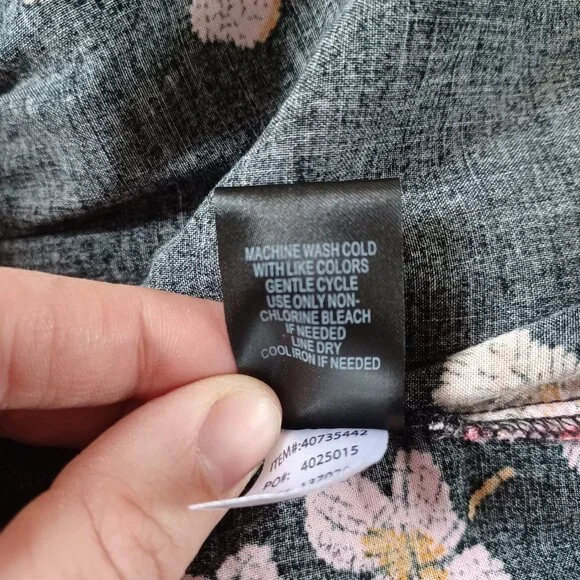 MACHINE WASH COLD
WITH LIKE COLORS
GENTLE CYCLE
USE ONLY NON-
CHLORINE BLEACH
IF NEEDED
LINE DRY
COOL IRON IF NEEDED
ITEM#: 40735442
PO#: 4025015